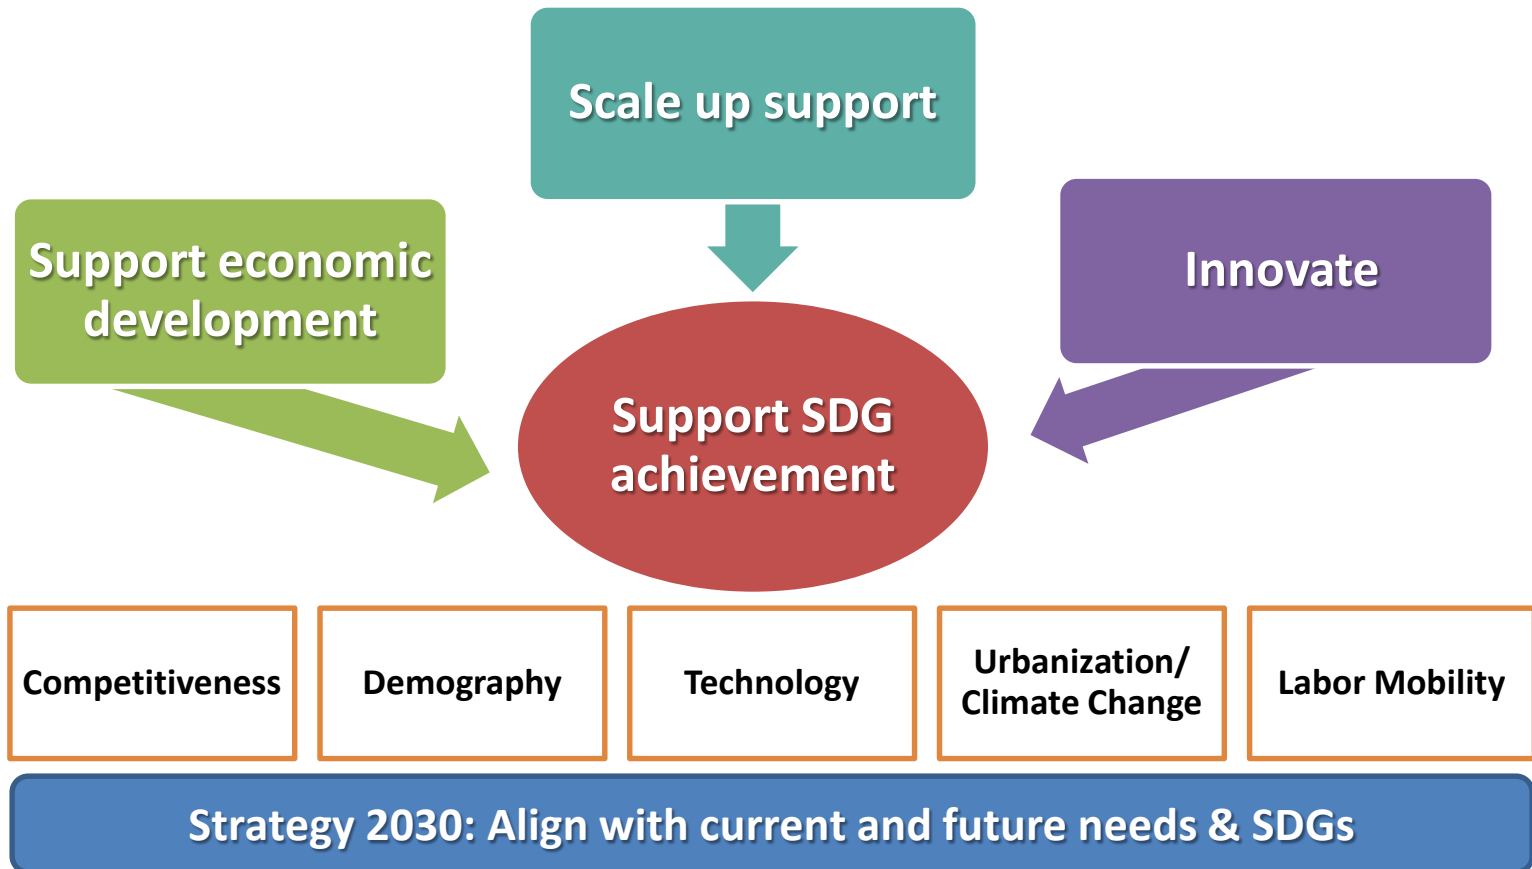 Scale up support
Support economic
development
Innovate
Support SDG
achievement
Competitiveness
Demography
Technology
Urbanization/
Climate Change
Labor Mobility
Strategy 2030: Align with current and future needs & SDGs